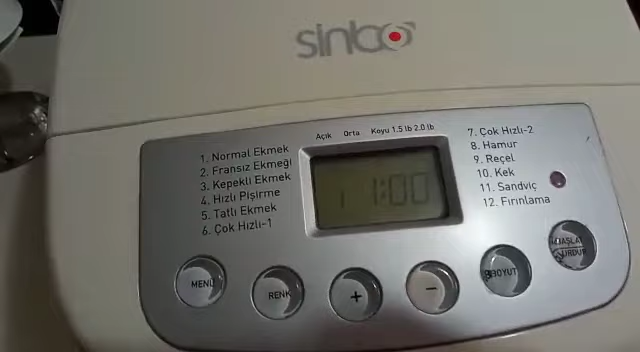 sinbo
Açık Orta Koyu 1.5 lb 2.0 lb
1. Normal Ekmek
2. Fransız Ekmeği
3. Kepekli Ekmek
4. Hızlı Pişirme
5. Tatlı Ekmek
6. Çok Hızlı-1
1:00
7. Çok Hızlı-2
8. Hamur
9. Reçel
10. Kek
11. Sandviç
12. Fırınlama
MENÜ
RENK
+
-
BOYUT
BAŞLAT
DURDUR